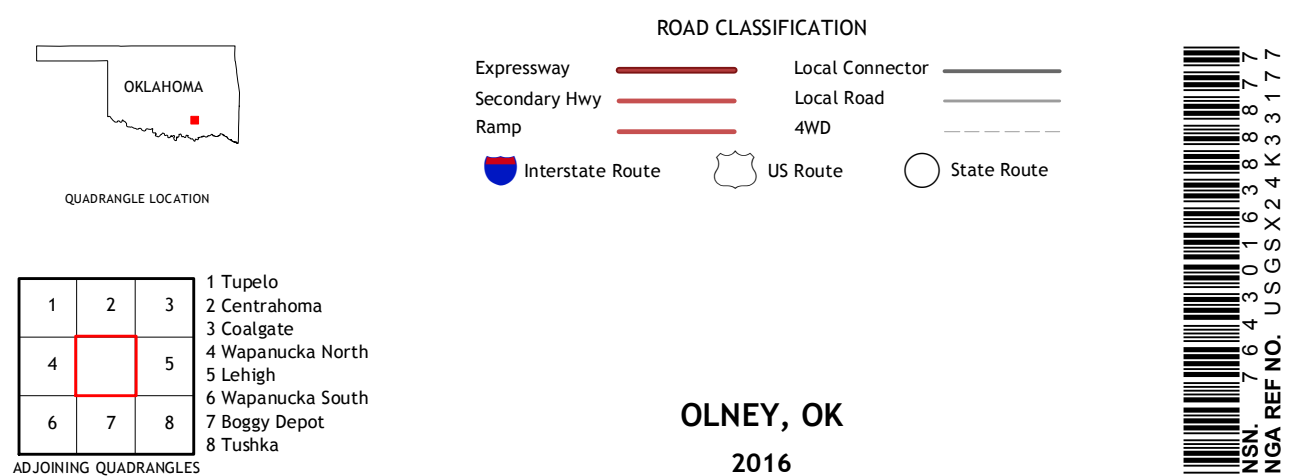 OKLAHOMA
QUADRANGLE LOCATION
ROAD CLASSIFICATION
Expressway
Secondary Hwy
Ramp
Local Connector
Local Road
4WD
Interstate Route
US Route
State Route
1 2 3
4 5
6 7 8
ADJOINING QUADRANGLES
1 Tupelo
2 Centrahoma
3 Coalgate
4 Wapanucka North
5 Lehigh
6 Wapanucka South
7 Boggy Depot
8 Tushka
OLNEY, OK
2016
NSN. 7643016388877
NGA REF NO. USGSX24K33177